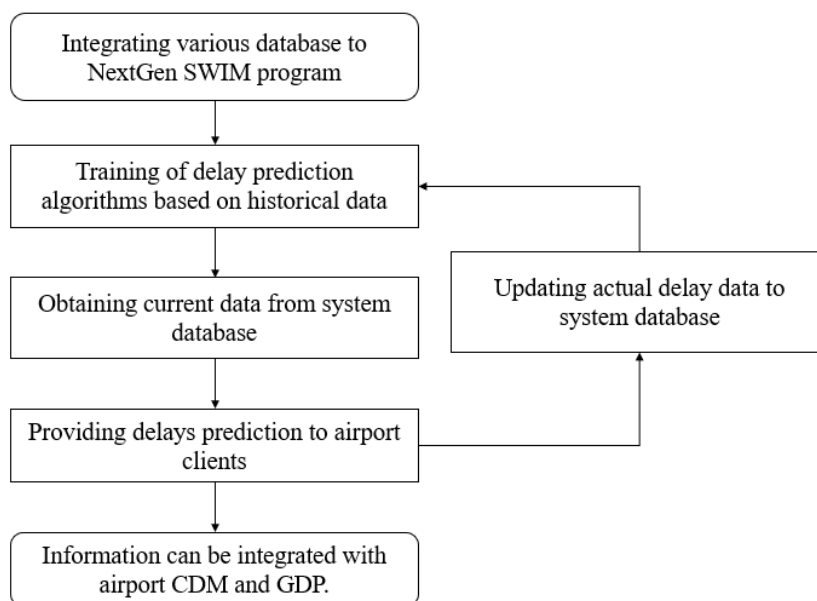 Integrating various database to
NextGen SWIM program
Training of delay prediction
algorithms based on historical data
Obtaining current data from system
database
Updating actual delay data to
system database
Providing delays prediction to airport
clients
Information can be integrated with
airport CDM and GDP.